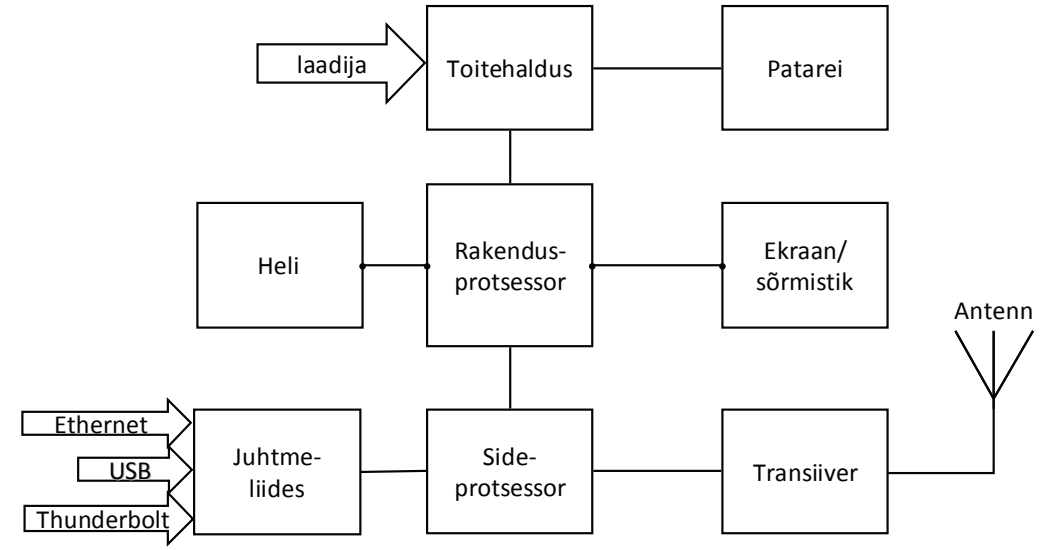 laadija
Toitehaldus
Patarei
Heli
Rakendus-
protsessor
Ekraan/
sõrmistik
Antenn
Ethernet
USB
Thunderbolt
Juhtme-
liides
Side-
protsessor
Transiiver